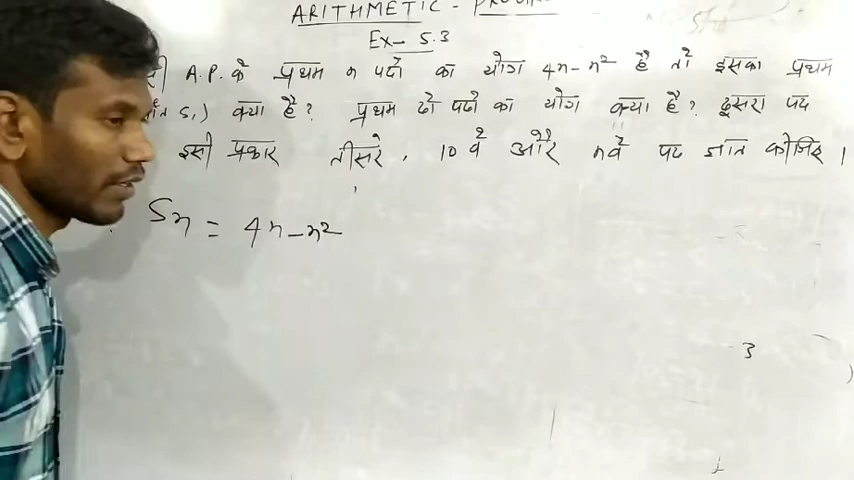 ARITHMETIC -
Ex- 5.3
A.P. के प्रथम n पदों का योग 4n-n² है तो इसका प्रथम
S₁) क्या है? प्रथम दो पदों का योग क्या है? दूसरा पद
इसी प्रकार तीसरे, 10 वें और nवें पद ज्ञात कीजिए।
Sn = 4n-n²
3